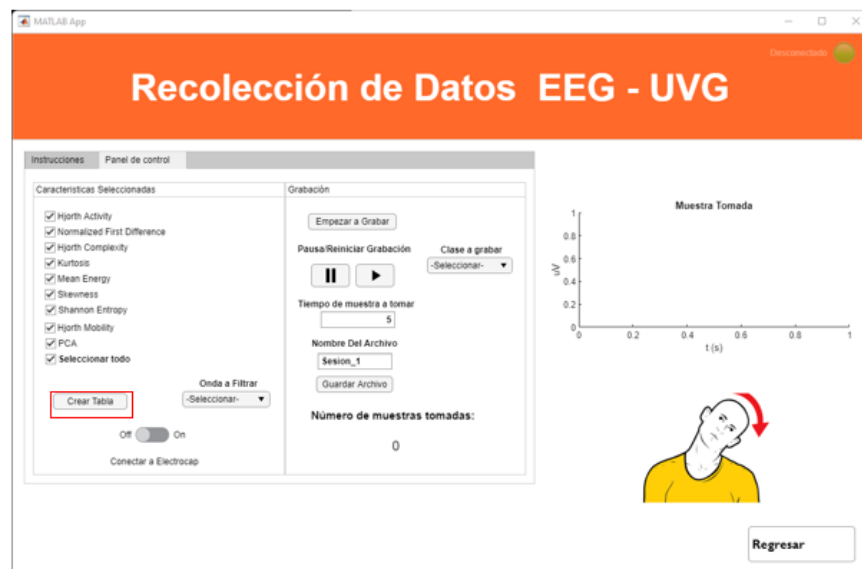 MATLAB App
Desconectado
Recolección de Datos EEG - UVG
Instrucciones
Panel de control
Caracteristicas Seleccionadas
Hjorth Activity
Normalized First Difference
Hjorth Complexity
Kurtosis
Mean Energy
Skewness
Shannon Entropy
Hjorth Mobility
PCA
Seleccionar todo
Onda a Filtrar
Crear Tabla
-Seleccionar-
Off
On
Conectar a Electrocap
Grabación
Empezar a Grabar
Pausa/Reiniciar Grabación
Clase a grabar
-Seleccionar-
Tiempo de muestra a tomar
5
Nombre Del Archivo
Sesion_1
Guardar Archivo
Número de muestras tomadas:
0
Muestra Tomada
1
0.8
0.6
0.4
0.2
0
uV
0 0.2 0.4 0.6 0.8 1
t (s)
Regresar